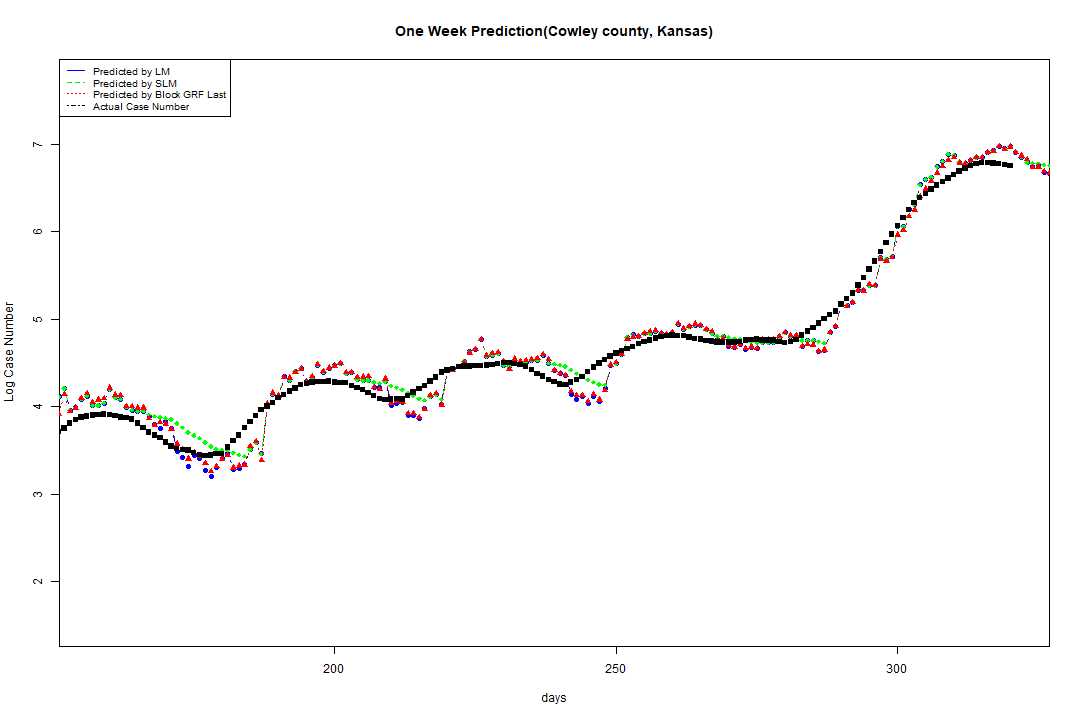 One Week Prediction(Cowley county, Kansas)
Predicted by LM
Predicted by SLM
Predicted by Block GRF Last
Actual Case Number
Log Case Number
7
6
5
4
3
2
200
250
300
days